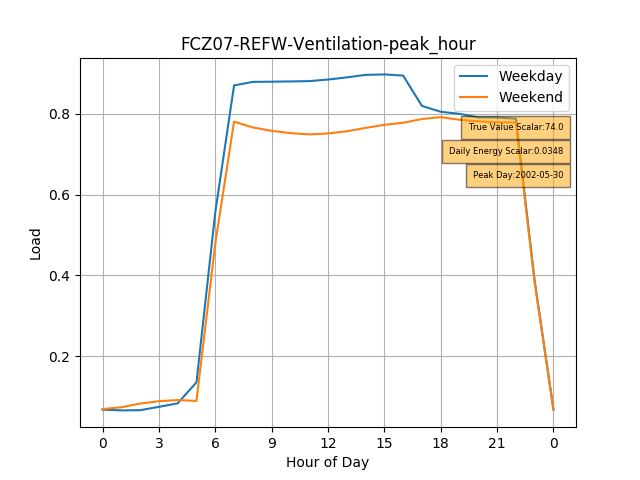 FCZ07-REFW-Ventilation-peak_hour
Weekday
Weekend
True Value Scalar:74.0
Daily Energy Scalar:0.0348
Peak Day:2002-05-30
Load
0.8
0.6
0.4
0.2
0 3 6 9 12 15 18 21 0
Hour of Day